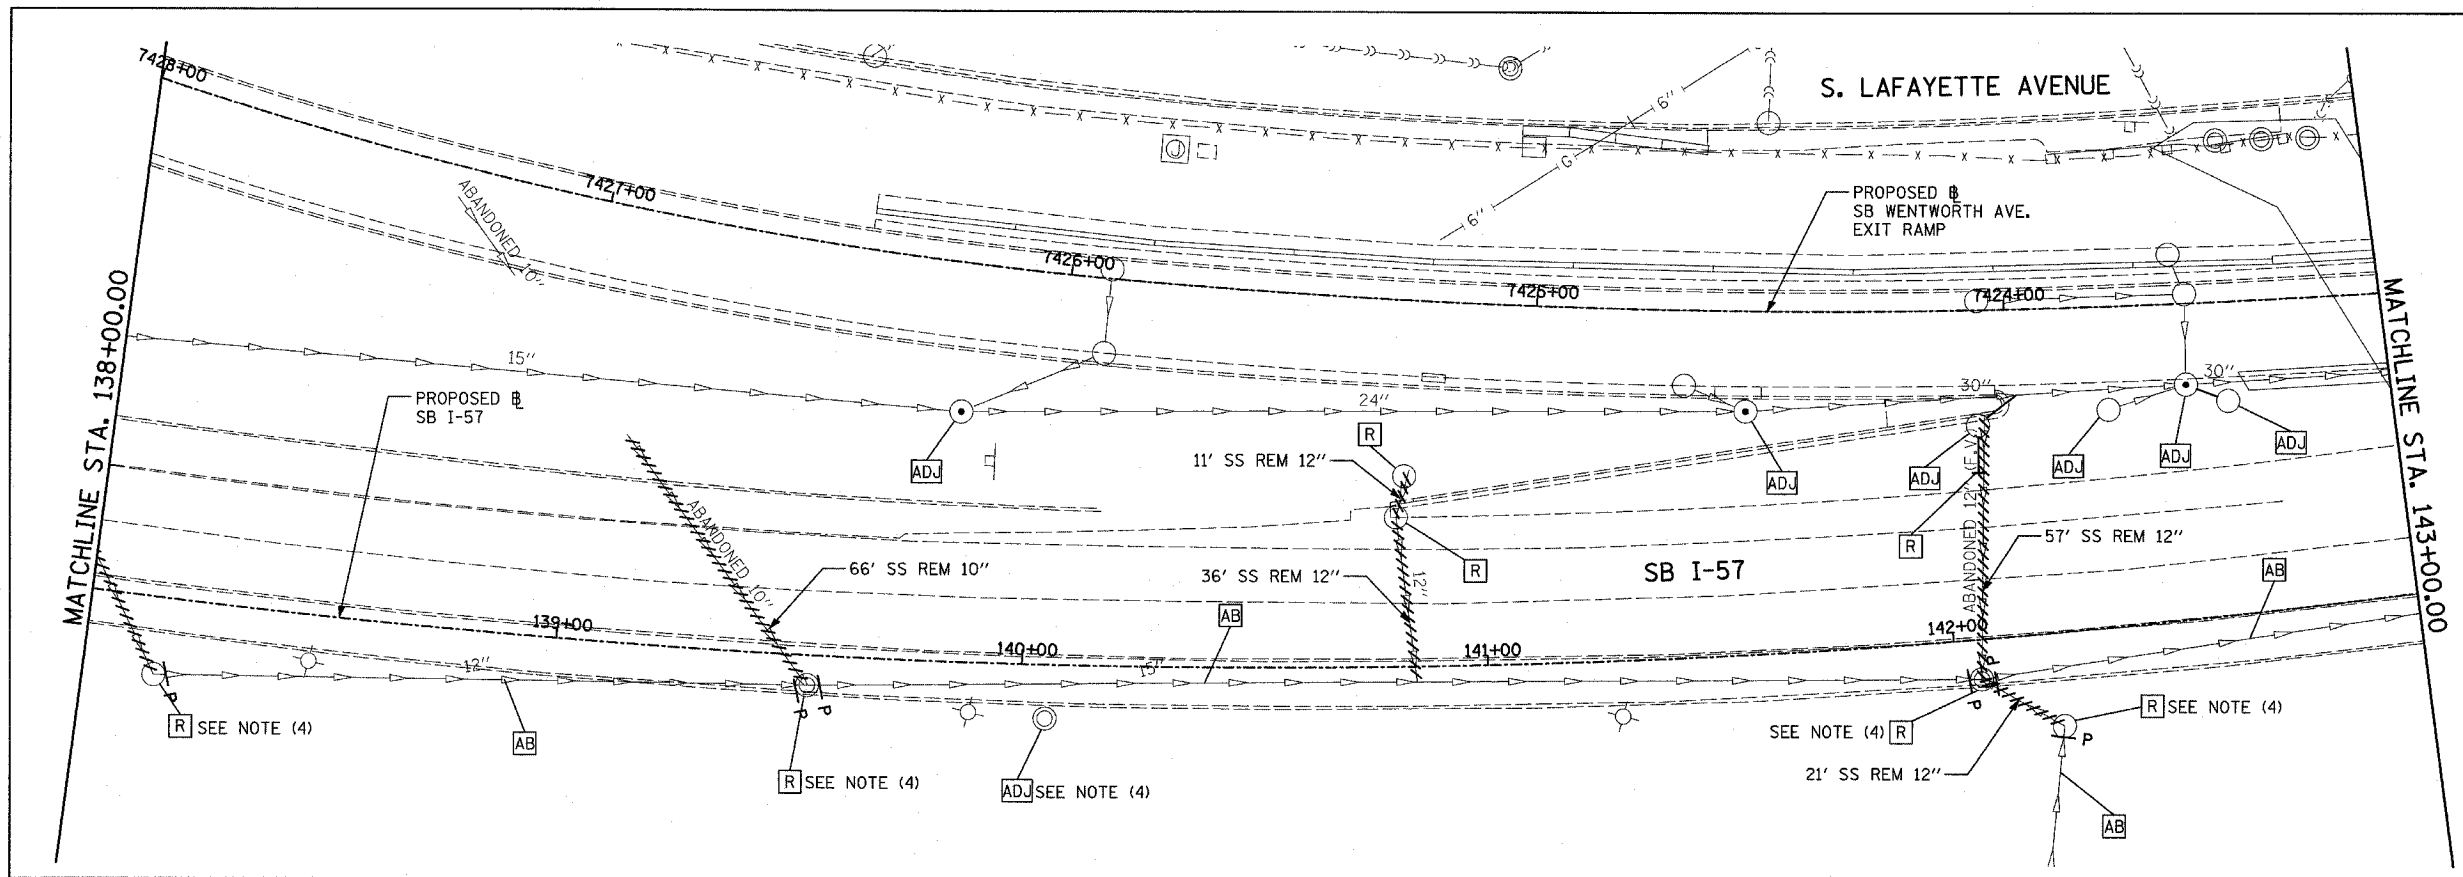 7428+00
S. LAFAYETTE AVENUE
6"
G
6"
7427+00
ABANDONED 10"
PROPOSED BL
SB WENTWORTH AVE.
EXIT RAMP
7426+00
7425+00
7424+00
MATCHLINE STA. 138+00.00
MATCHLINE STA. 143+00.00
15"
PROPOSED BL
SB I-57
24"
30"
30"
ADJ
ADJ
ADJ
ADJ
ADJ
ADJ
R
11' SS REM 12"
ABANDONED 10"
66' SS REM 10"
R
36' SS REM 12"
12"
SB I-57
R
ABANDONED 12" (F.V.)
57' SS REM 12"
AB
AB
139+00
140+00
141+00
142+00
12"
15"
P
P
P
P
P
P
R SEE NOTE (4)
AB
R SEE NOTE (4)
ADJ SEE NOTE (4)
SEE NOTE (4) R
R SEE NOTE (4)
21' SS REM 12"
AB
J